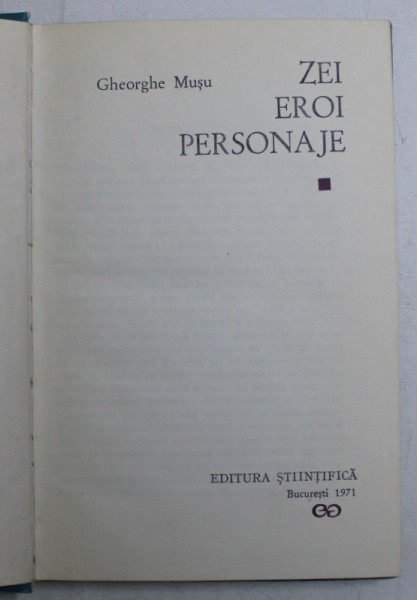 Gheorghe Mușu
ZEI
EROI
PERSONAJE
EDITURA ȘTIINȚIFICĂ
București 1971